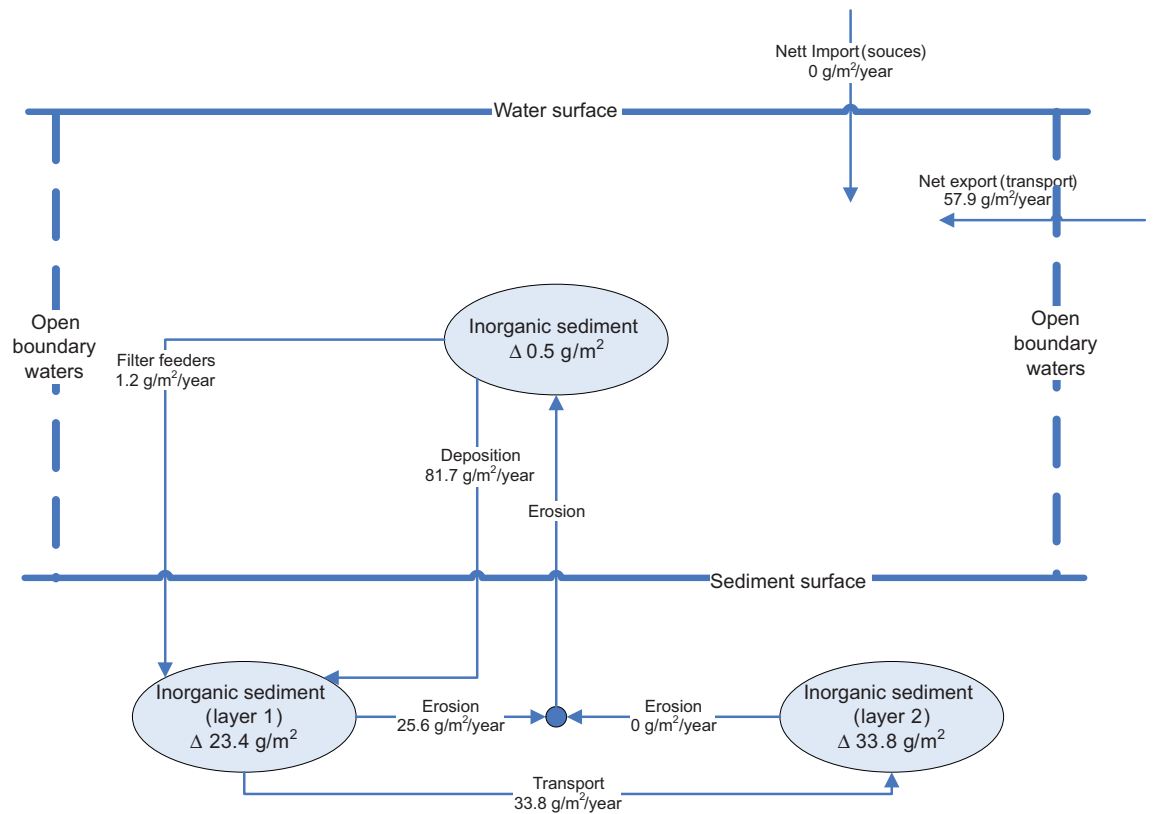 Nett Import (souces)
0 g/m²/year
Water surface
Net export (transport)
57.9 g/m²/year
Open
boundary
waters
Open
boundary
waters
Inorganic sediment
Δ 0.5 g/m²
Filter feeders
1.2 g/m²/year
Deposition
81.7 g/m²/year
Erosion
Sediment surface
Inorganic sediment
(layer 1)
Δ 23.4 g/m²
Erosion
25.6 g/m²/year
Erosion
0 g/m²/year
Inorganic sediment
(layer 2)
Δ 33.8 g/m²
Transport
33.8 g/m²/year